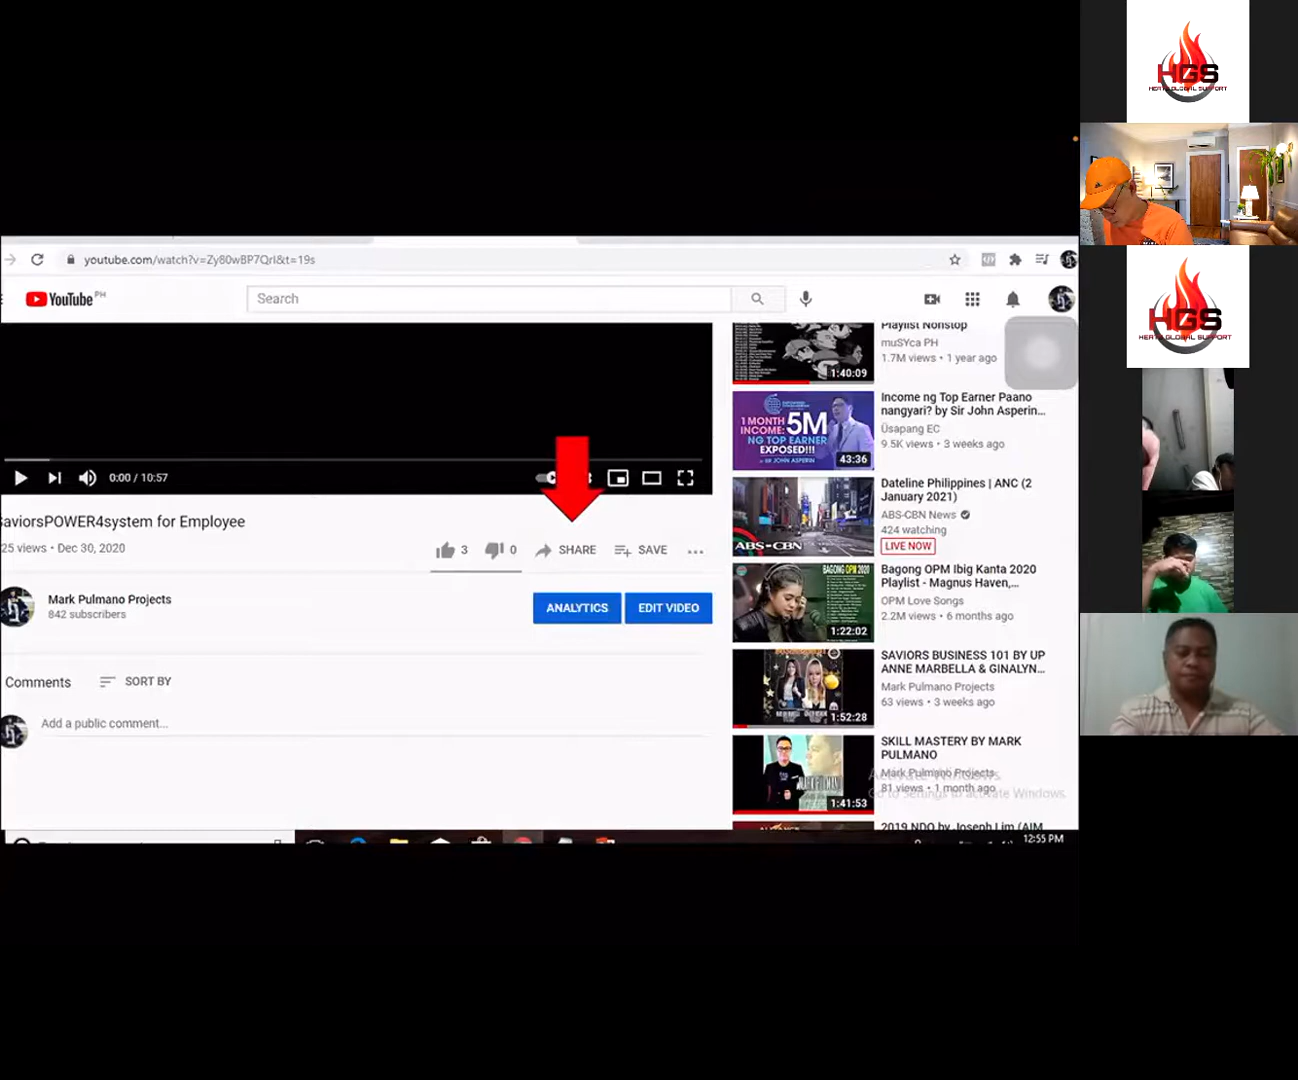 HGS
HERTZ GLOBAL SUPPORT
youtube.com/watch?v=Zy80wBP7QrI&t=19s
YouTube PH
Search
0:00 / 10:57
SaviorsPOWER4system for Employee
25 views • Dec 30, 2020
3
0
SHARE
SAVE
Mark Pulmano Projects
842 subscribers
ANALYTICS
EDIT VIDEO
Comments
SORT BY
Add a public comment...
Playlist Nonstop
muSYca PH
1.7M views • 1 year ago
1:40:09
1 MONTH
INCOME: 5M
NG TOP EARNER
EXPOSED!!!
BY SIR JOHN ASPERIN
43:36
Income ng Top Earner Paano
nangyari? by Sir John Asperin...
Usapang EC
9.5K views • 3 weeks ago
ABS-CBN
Dateline Philippines | ANC (2
January 2021)
ABS-CBN News
424 watching
LIVE NOW
BAGONG OPM 2020
1:22:02
Bagong OPM Ibig Kanta 2020
Playlist - Magnus Haven,...
OPM Love Songs
2.2M views • 6 months ago
1:52:28
SAVIORS BUSINESS 101 BY UP
ANNE MARBELLA & GINALYN...
Mark Pulmano Projects
63 views • 3 weeks ago
1:41:53
SKILL MASTERY BY MARK
PULMANO
Mark Pulmano Projects
81 views • 1 month ago
Activate Windows
Go to Settings to activate Windows.
2019 NDO by Joseph Lim (AIM
12:55 PM
HGS
HERTZ GLOBAL SUPPORT